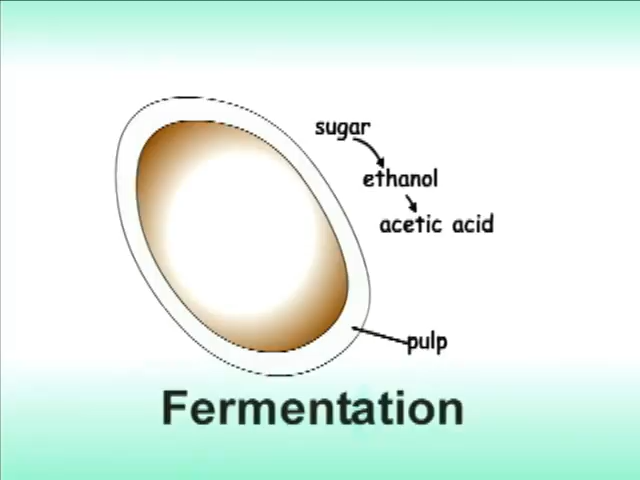 sugar
ethanol
acetic acid
pulp
Fermentation